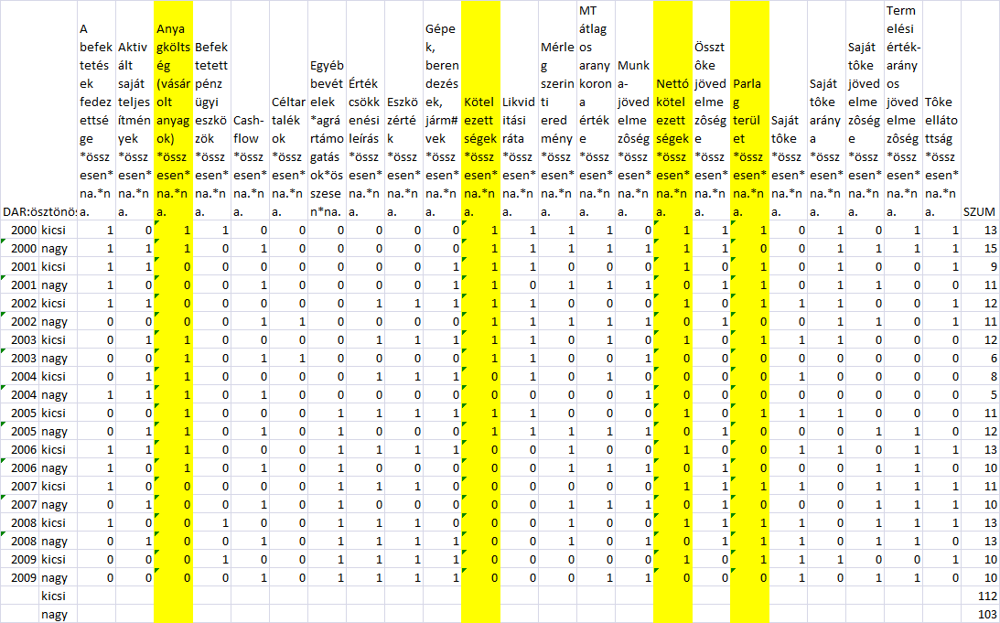 DAR:ösztönös
A befektetések fedezettsége *összesen*na.*na.
Aktivált saját teljesítmények *összesen*na.*na.
Anyagköltség (vásárolt anyagok) *összesen*na.*na.
Befektetett pénzügyi eszközök *összesen*na.*na.
Cash-flow *összesen*na.*na.
Céltartalékok *összesen*na.*na.
Egyéb bevételek *agrártámogatások*összesen*na.
Értékcsökkenési leírás *összesen*na.*na.
Eszközérték *összesen*na.*na.
Gépek, berendezések, járm#vek *összesen*na.*na.
Kötelezettségek *összesen*na.*na.
Likviditási ráta *összesen*na.*na.
Mérleg szerinti eredmény *összesen*na.*na.
MT átlagos aranykorona értéke *összesen*na.*na.
Munka-jövedelmezôség *összesen*na.*na.
Nettó kötelezettségek *összesen*na.*na.
Össztôke jövedelmezôsége *összesen*na.*na.
Parlag terület *összesen*na.*na.
Saját tôke *összesen*na.*na.
Saját tôke aránya *összesen*na.*na.
Saját tôke jövedelmezôsége *összesen*na.*na.
Termelési érték-arányos jövedelmezôség *összesen*na.*na.
Tôkeellátottság *összesen*na.*na.
SZUM
2000 kicsi 1 0 1 1 0 0 0 0 0 0 1 1 1 1 0 1 1 1 0 1 0 1 1 13
2000 nagy 1 1 1 0 1 0 0 0 0 0 1 1 1 1 1 1 1 0 0 1 1 1 1 15
2001 kicsi 1 1 0 0 0 0 0 0 0 1 1 1 0 0 0 1 0 1 0 1 0 0 1 9
2001 nagy 1 0 0 0 1 0 0 0 0 1 1 0 1 1 1 0 1 0 0 1 1 0 1 11
2002 kicsi 1 1 0 0 0 0 0 1 1 1 1 1 0 0 0 1 0 1 1 1 0 0 1 12
2002 nagy 0 0 0 0 1 1 0 0 0 0 1 1 1 1 1 0 1 0 0 1 1 0 1 11
2003 kicsi 0 1 1 0 0 0 0 1 1 1 1 1 0 1 0 1 0 1 1 1 0 0 0 12
2003 nagy 0 0 1 0 1 1 0 0 0 0 1 1 0 0 1 0 0 0 0 0 0 0 0 6
2004 kicsi 0 1 1 0 0 0 0 1 1 1 0 1 0 1 0 0 0 0 1 0 0 0 0 8
2004 nagy 1 1 1 0 1 0 0 0 0 0 0 0 0 0 1 0 0 0 0 0 0 0 0 5
2005 kicsi 0 0 1 0 0 0 1 1 1 1 1 1 0 0 0 1 0 1 1 1 0 0 0 11
2005 nagy 0 1 1 0 1 0 0 0 0 1 1 1 1 1 1 0 1 0 0 0 1 1 0 12
2006 kicsi 1 1 1 0 0 0 1 1 1 1 0 0 1 0 0 1 0 0 1 1 0 1 1 13
2006 nagy 1 0 1 0 1 0 0 0 0 1 0 0 1 1 1 0 1 0 0 0 1 1 0 10
2007 kicsi 1 0 0 0 0 0 1 1 1 0 0 0 0 0 0 1 1 1 1 1 0 1 1 11
2007 nagy 0 1 0 0 1 0 1 0 0 0 0 0 1 1 1 0 1 0 0 0 1 1 1 10
2008 kicsi 1 0 0 1 0 0 1 1 1 0 0 0 1 0 0 1 1 1 1 0 1 1 1 13
2008 nagy 0 1 0 0 1 0 1 1 1 0 0 0 1 1 1 0 1 1 1 0 1 1 0 13
2009 kicsi 0 0 0 1 0 0 1 1 1 0 0 0 0 0 0 1 0 1 1 1 0 1 1 10
2009 nagy 0 0 0 0 1 0 1 1 1 1 0 0 0 1 1 0 0 0 1 0 1 1 0 10
kicsi 112
nagy 103